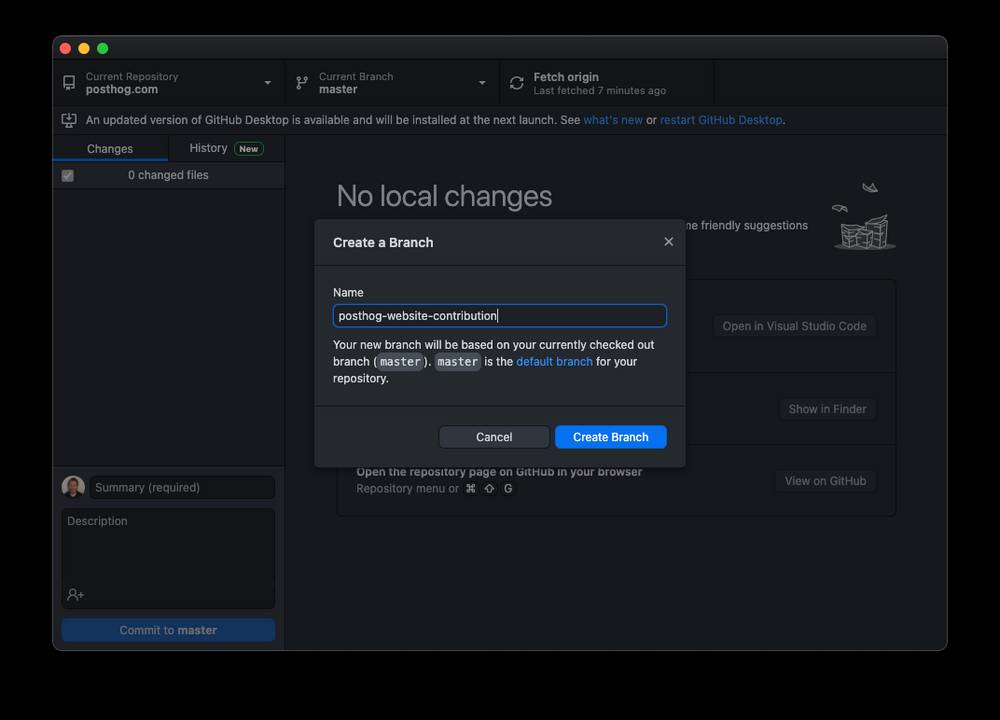 Current Repository
posthog.com
Current Branch
master
Fetch origin
Last fetched 7 minutes ago
An updated version of GitHub Desktop is available and will be installed at the next launch. See what's new or restart GitHub Desktop.
Changes
History New
0 changed files
No local changes
friendly suggestions
Create a Branch
Name
posthog-website-contribution
Your new branch will be based on your currently checked out
branch (master). master is the default branch for your
repository.
Cancel
Create Branch
Open in Visual Studio Code
Show in Finder
Open the repository page on GitHub in your browser
Repository menu or ⌘ ⇧ G
View on GitHub
Summary (required)
Description
Commit to master